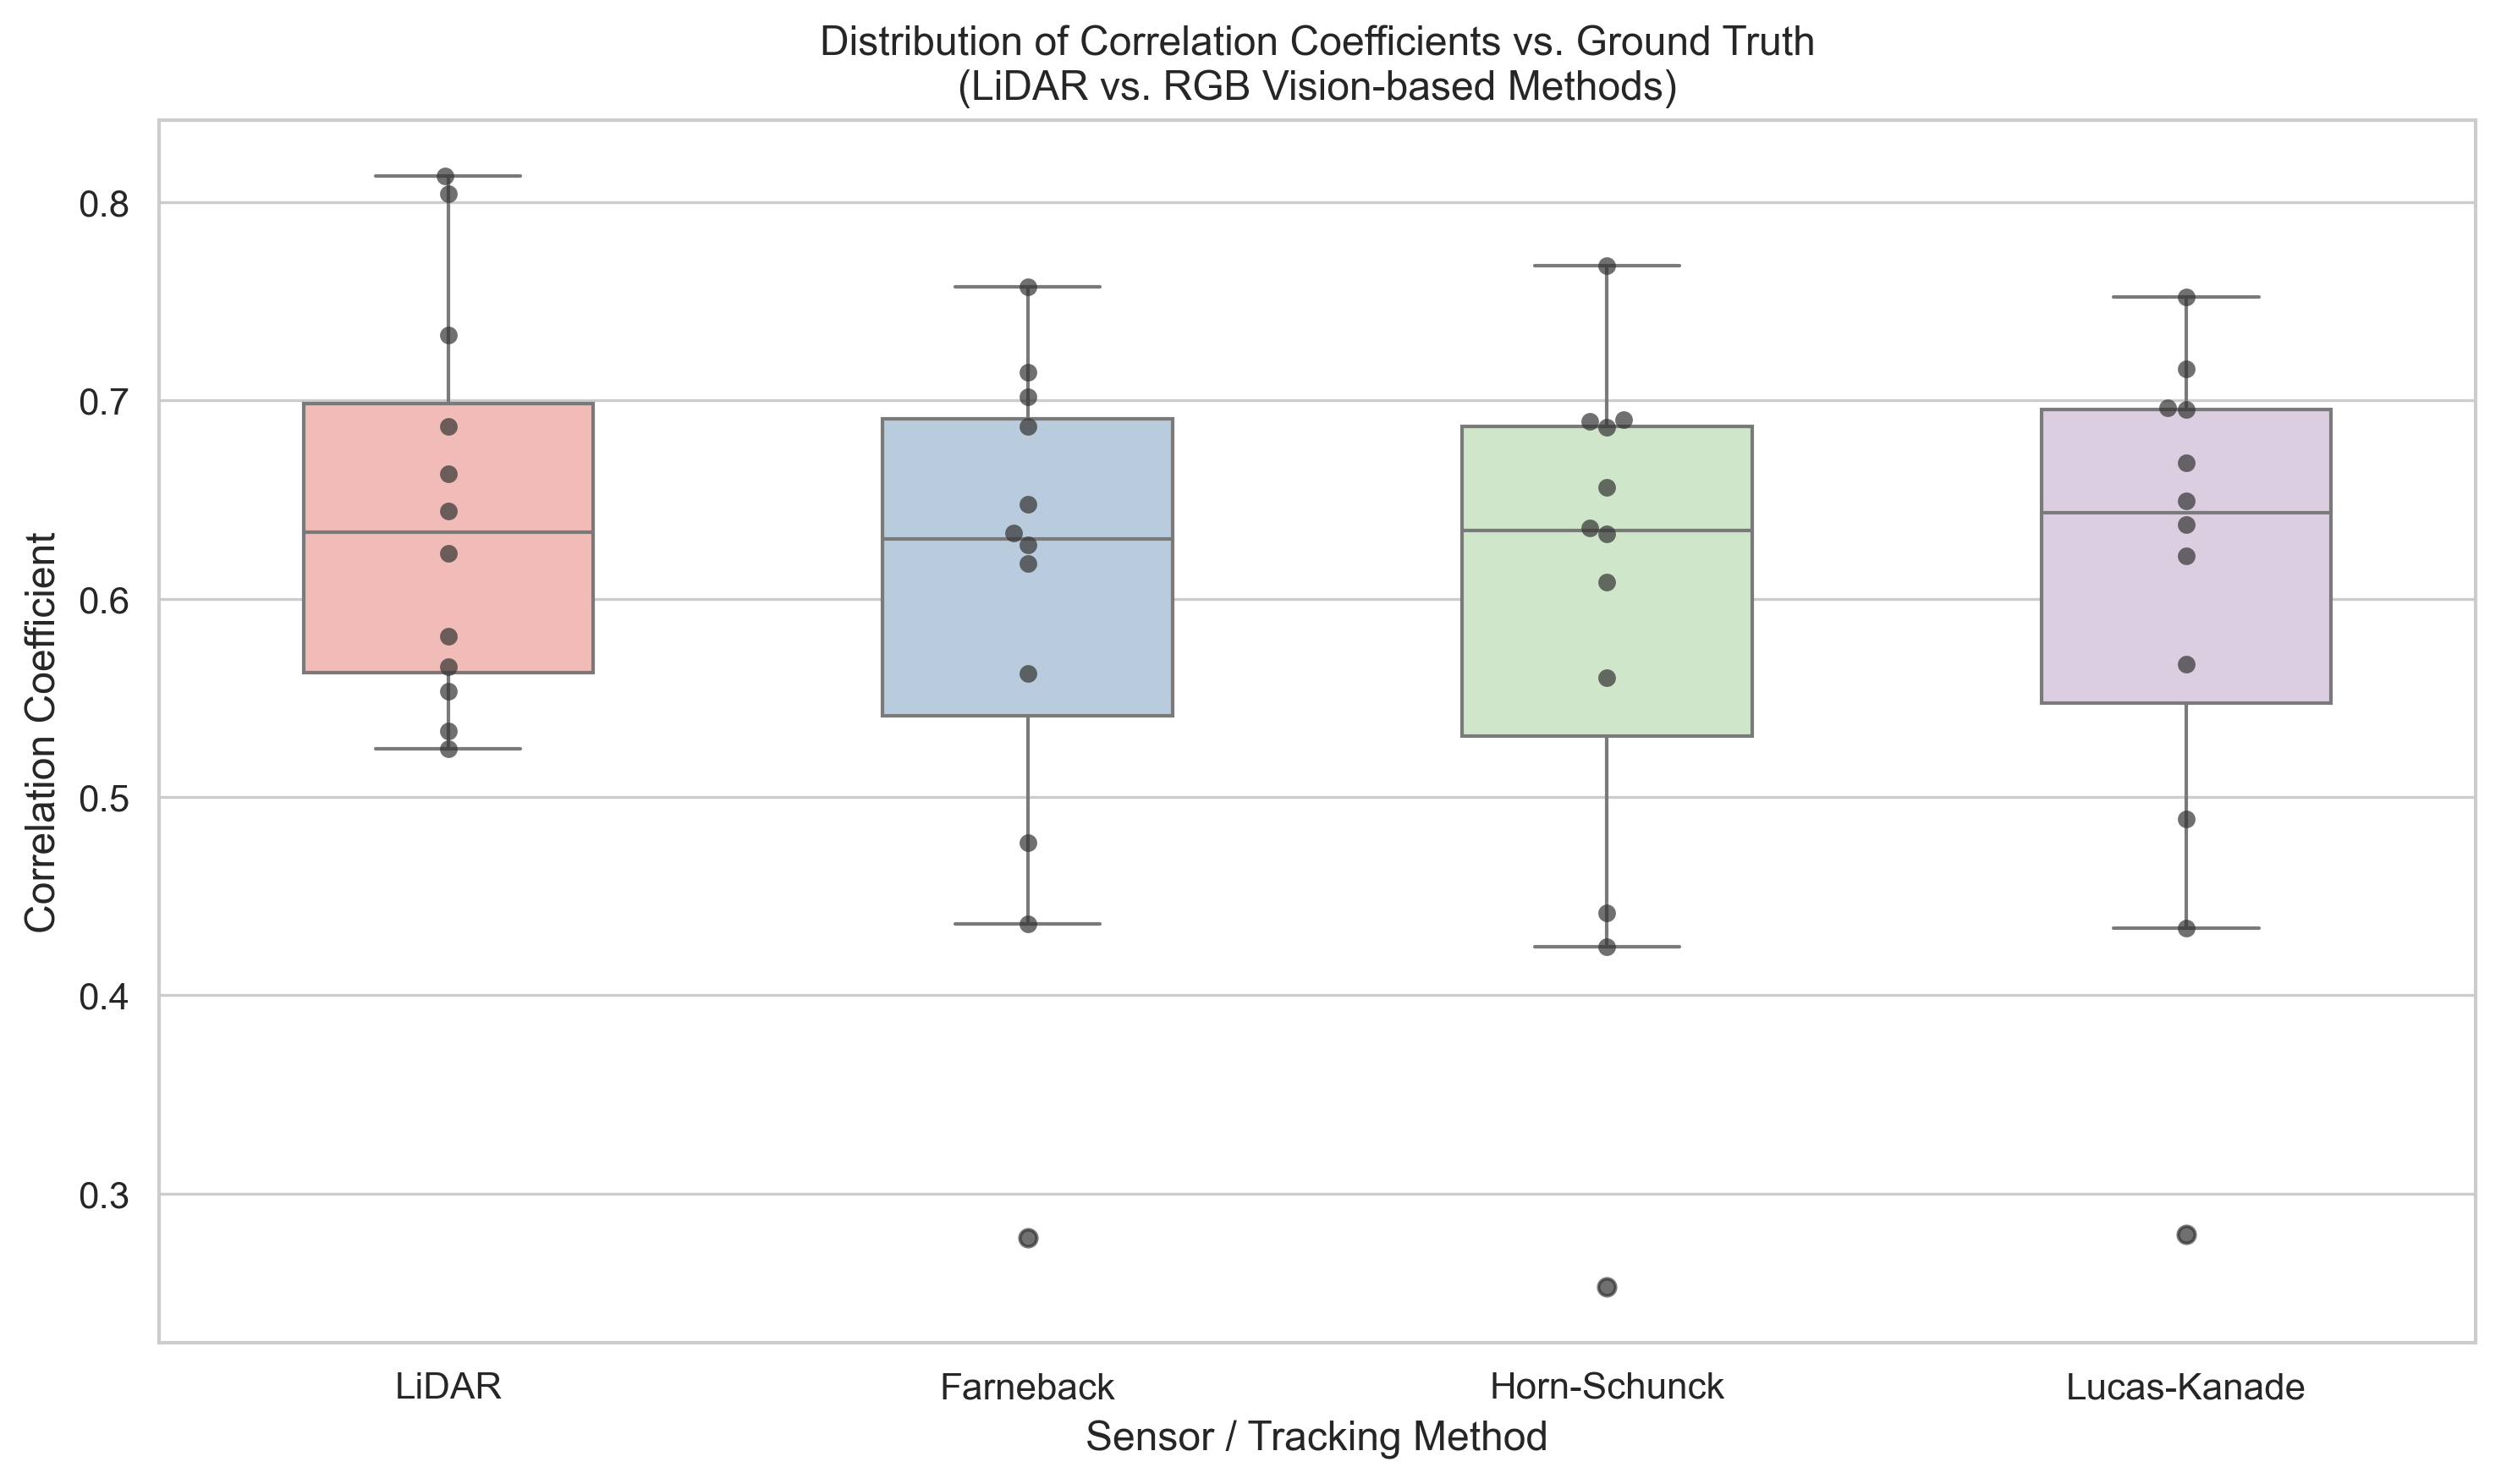 Distribution of Correlation Coefficients vs. Ground Truth
(LiDAR vs. RGB Vision-based Methods)
Correlation Coefficient
0.8
0.7
0.6
0.5
0.4
0.3
LiDAR
Farneback
Horn-Schunck
Lucas-Kanade
Sensor / Tracking Method